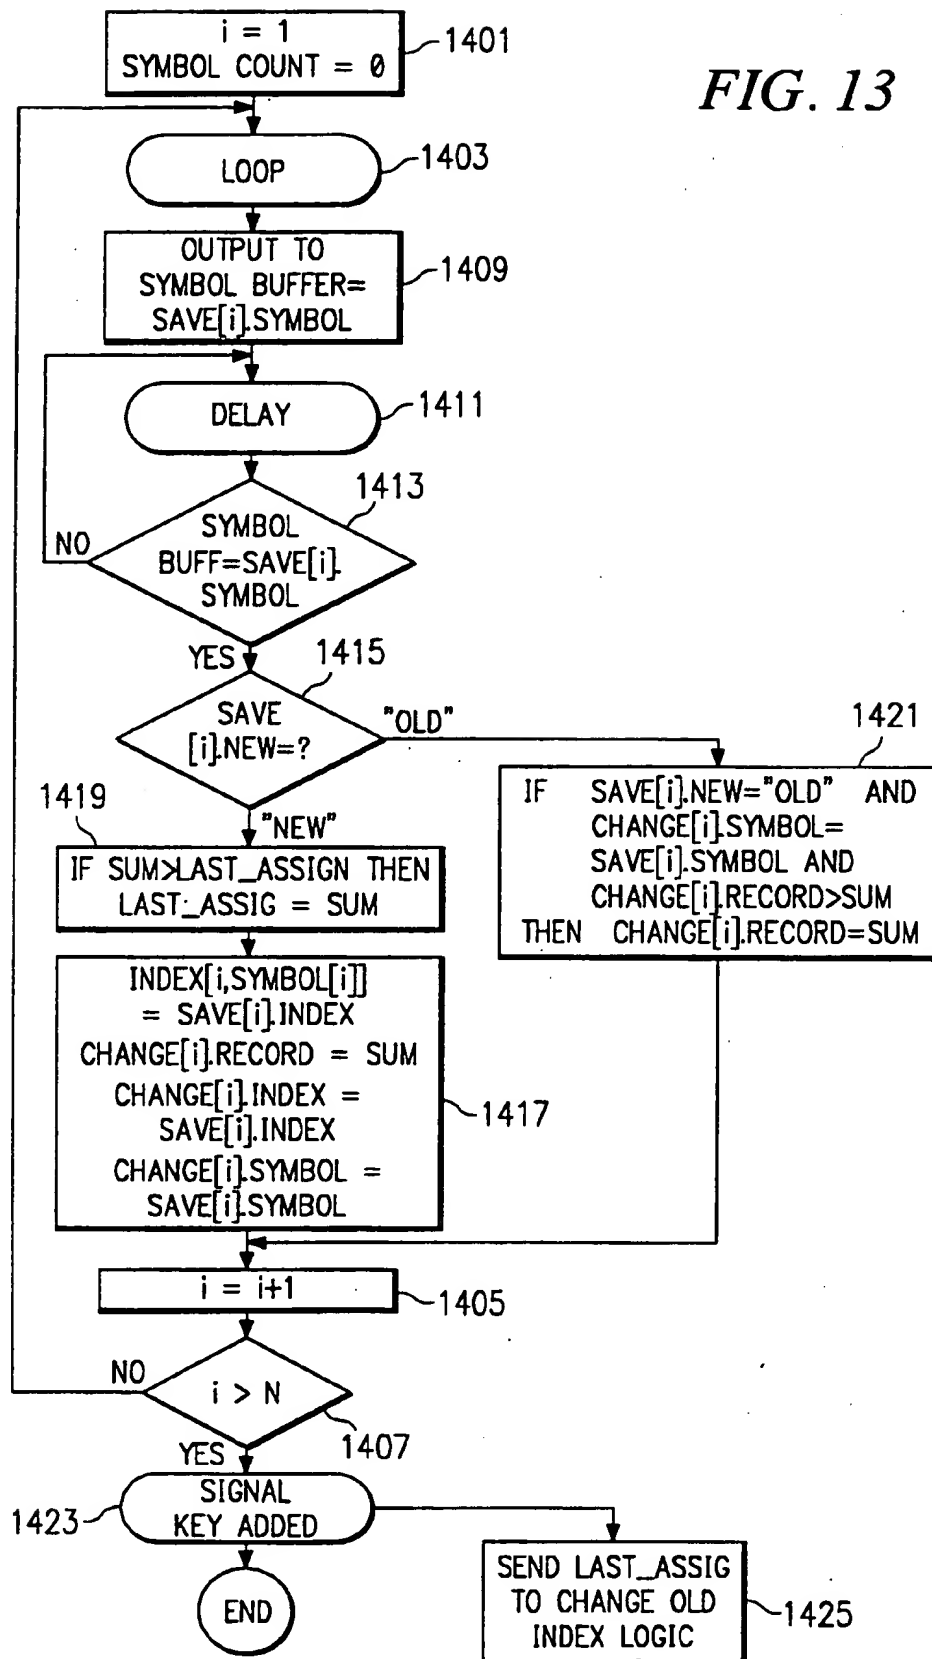 i = 1
SYMBOL COUNT = 0
1401
FIG. 13
LOOP
1403
OUTPUT TO
SYMBOL BUFFER=
SAVE[i].SYMBOL
1409
DELAY
1411
1413
SYMBOL
BUFF=SAVE[i].
SYMBOL
NO
YES
1415
SAVE
[i].NEW=?
"OLD"
1421
IF SAVE[i].NEW="OLD" AND
CHANGE[i].SYMBOL=
SAVE[i].SYMBOL AND
CHANGE[i].RECORD>SUM
THEN CHANGE[i].RECORD=SUM
1419
"NEW"
IF SUM>LAST_ASSIGN THEN
LAST_ASSIG = SUM
INDEX[i,SYMBOL[i]]
= SAVE[i].INDEX
CHANGE[i].RECORD = SUM
CHANGE[i].INDEX =
SAVE[i].INDEX
CHANGE[i].SYMBOL =
SAVE[i].SYMBOL
1417
i = i+1
1405
NO
i > N
1407
YES
SIGNAL
KEY ADDED
1423
END
SEND LAST_ASSIG
TO CHANGE OLD
INDEX LOGIC
1425